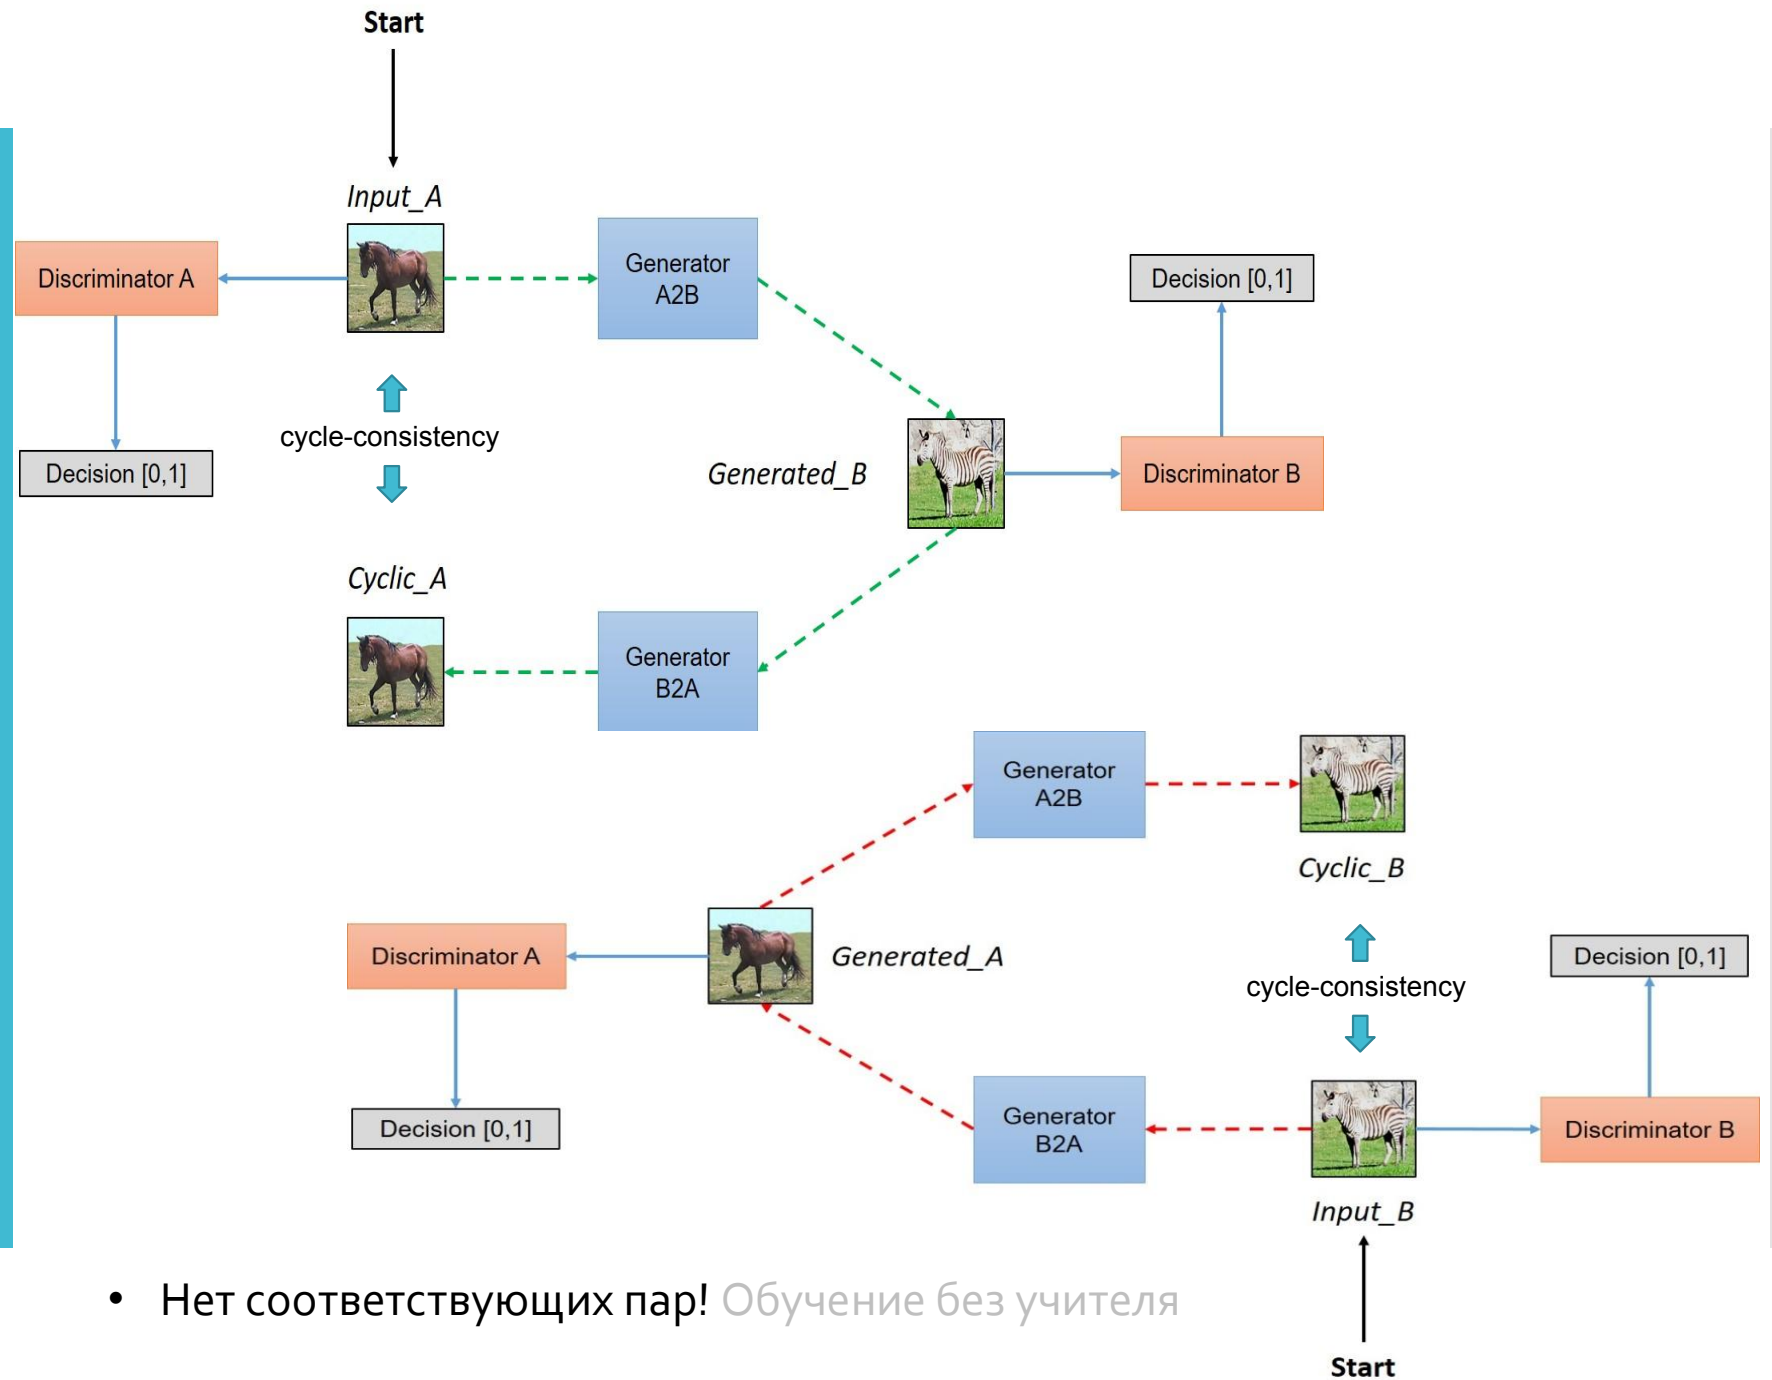 Start
Input_A
Discriminator A
Generator
A2B
Decision [0,1]
cycle-consistency
Decision [0,1]
Generated_B
Discriminator B
Cyclic_A
Generator
B2A
Generator
A2B
Cyclic_B
Discriminator A
Generated_A
Decision [0,1]
cycle-consistency
Decision [0,1]
Generator
B2A
Discriminator B
Input_B
• Нет соответствующих пар! Обучение без учителя
Start